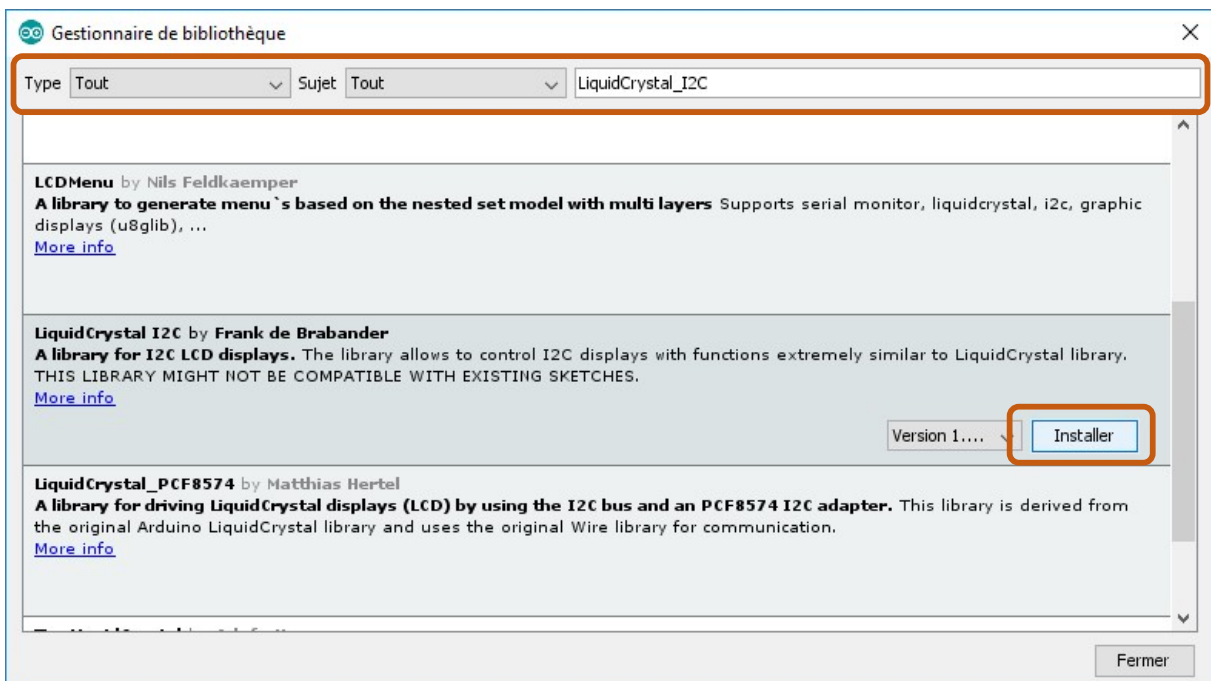 Gestionnaire de bibliothèque
Type Tout Sujet Tout LiquidCrystal_I2C
LCDMenu by Nils Feldkaemper
A library to generate menu`s based on the nested set model with multi layers Supports serial monitor, liquidcrystal, i2c, graphic
displays (u8glib), ...
More info
LiquidCrystal I2C by Frank de Brabander
A library for I2C LCD displays. The library allows to control I2C displays with functions extremely similar to LiquidCrystal library.
THIS LIBRARY MIGHT NOT BE COMPATIBLE WITH EXISTING SKETCHES.
More info
Version 1.... Installer
LiquidCrystal_PCF8574 by Matthias Hertel
A library for driving LiquidCrystal displays (LCD) by using the I2C bus and an PCF8574 I2C adapter. This library is derived from
the original Arduino LiquidCrystal library and uses the original Wire library for communication.
More info
Fermer